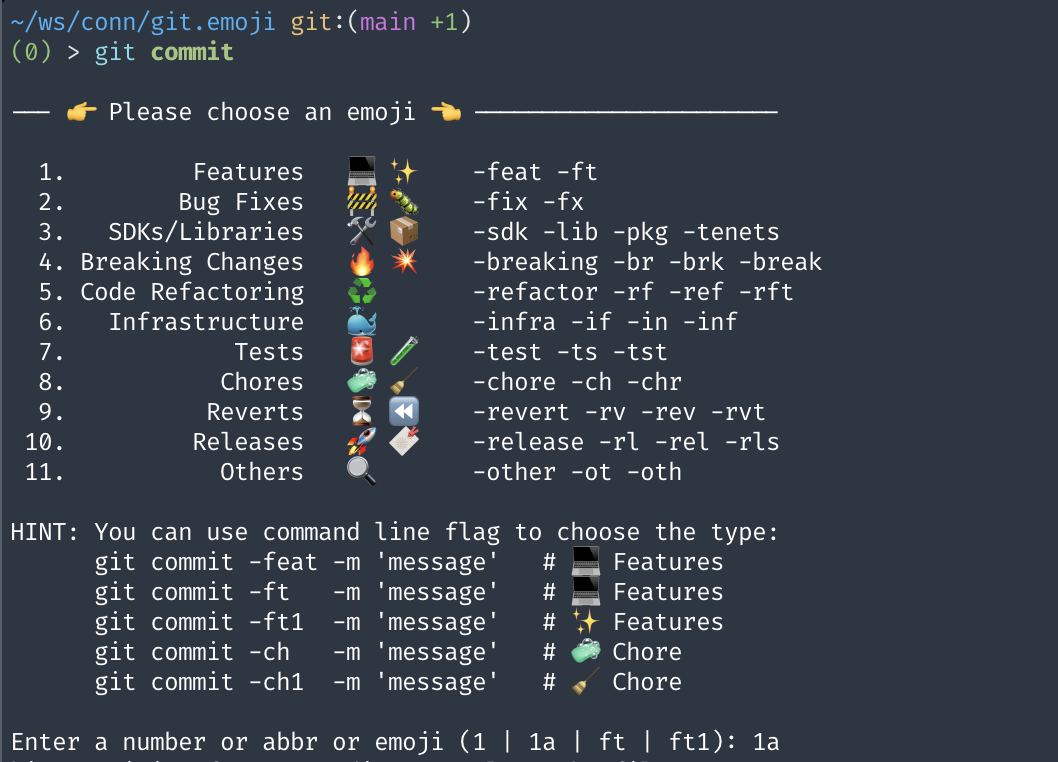 ~/ws/conn/git.emoji git:(main +1)
(0) > git commit
—— 👉 Please choose an emoji 👈 ——————————————
1. Features 💻 ✨ -feat -ft
2. Bug Fixes 🚧 🐛 -fix -fx
3. SDKs/Libraries 🛠 📦 -sdk -lib -pkg -tenets
4. Breaking Changes 🔥 💥 -breaking -br -brk -break
5. Code Refactoring ♻️ -refactor -rf -ref -rft
6. Infrastructure 🐳 -infra -if -in -inf
7. Tests 🚨 🧪 -test -ts -tst
8. Chores 🧼 🧹 -chore -ch -chr
9. Reverts ⏳ ⏪ -revert -rv -rev -rvt
10. Releases 🚀 🔖 -release -rl -rel -rls
11. Others 🔍 -other -ot -oth
HINT: You can use command line flag to choose the type:
git commit -feat -m 'message' # 💻 Features
git commit -ft -m 'message' # 💻 Features
git commit -ft1 -m 'message' # ✨ Features
git commit -ch -m 'message' # 🧼 Chore
git commit -ch1 -m 'message' # 🧹 Chore
Enter a number or abbr or emoji (1 | 1a | ft | ft1): 1a